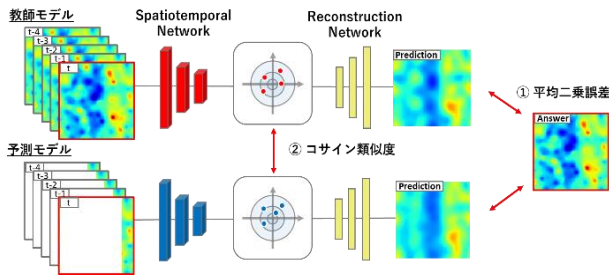 教師モデル
Spatiotemporal
Network
Reconstruction
Network
t-4
t-3
t-2
t-1
t
Prediction
① 平均二乗誤差
Answer
② コサイン類似度
予測モデル
t-4
t-3
t-2
t-1
t
Prediction